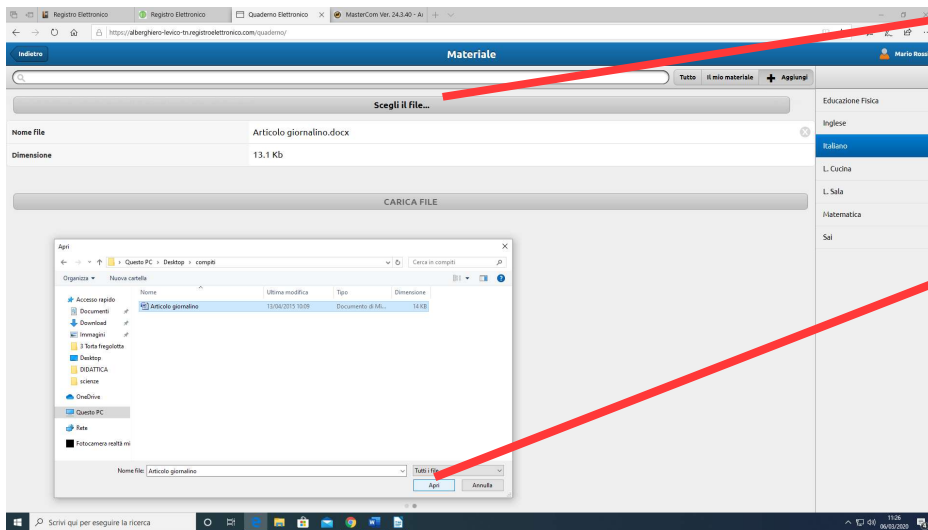 Registro Elettronico
Registro Elettronico
Quaderno Elettronico
MasterCom Ver. 24.3.40 - Ar
https://alberghiero-levico-tn.registroelettronico.com/quaderno/
Indietro
Materiale
Mario Ross
Tutto
Il mio materiale
Aggiungi
Scegli il file...
Nome file
Articolo giornalino.docx
Dimensione
13.1 Kb
CARICA FILE
Educazione Fisica
Inglese
Italiano
L. Cucina
L. Sala
Matematica
Sai
Apri
Questo PC › Desktop › compiti
Cerca in compiti
Organizza
Nuova cartella
Nome
Ultima modifica
Tipo
Dimensione
Articolo giornalino
13/04/2015 10:09
Documento di Mi...
14 KB
Accesso rapido
Documenti
Download
Immagini
3 Torta fregolotta
Desktop
DIDATTICA
scienze
OneDrive
Questo PC
Rete
Fotocamera realtà mi
Nome file:
Articolo giornalino
Tutti i file
Apri
Annulla
Scrivi qui per eseguire la ricerca
11:26
06/03/2020